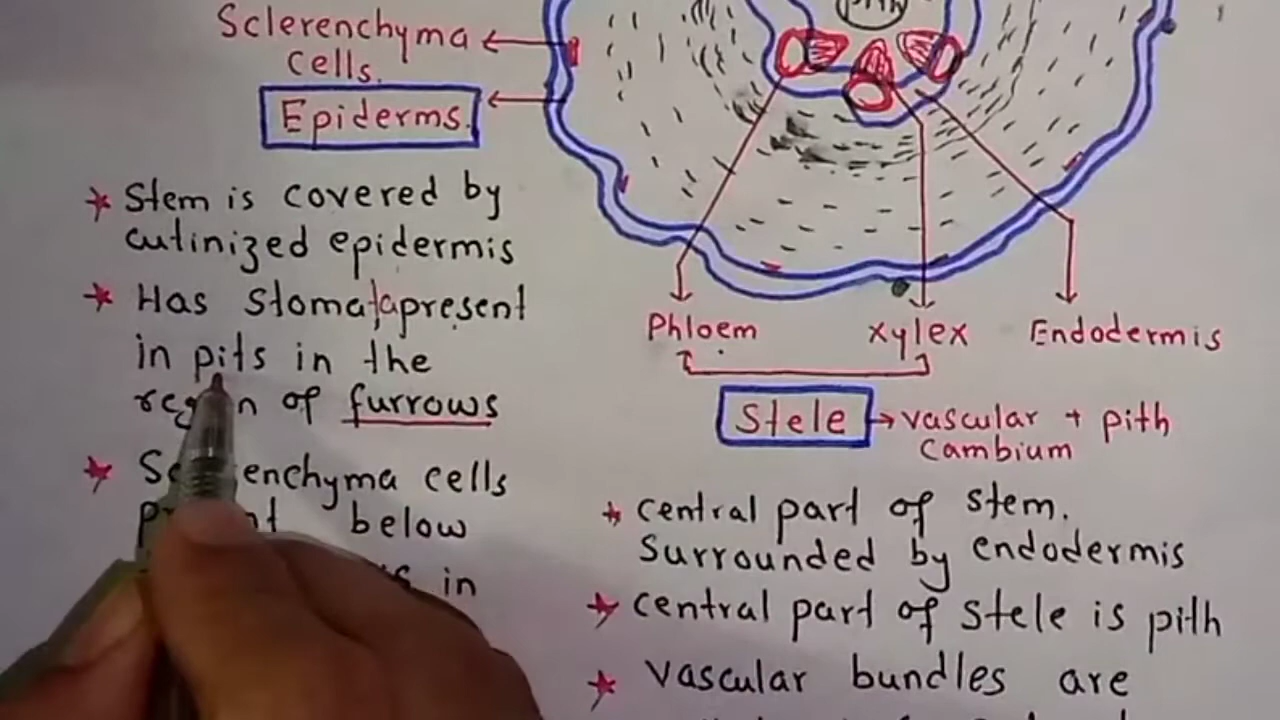 pith
Sclerenchyma
cells.
Epiderms.
* Stem is covered by
cutinized epidermis
* Has stomata present
in pits in the
of furrows
* cells
below
in
Phloem xylex Endodermis
Stele → vascular + pith
cambium
* central part of stem.
surrounded by endodermis
* central part of stele is pith
* vascular bundles are